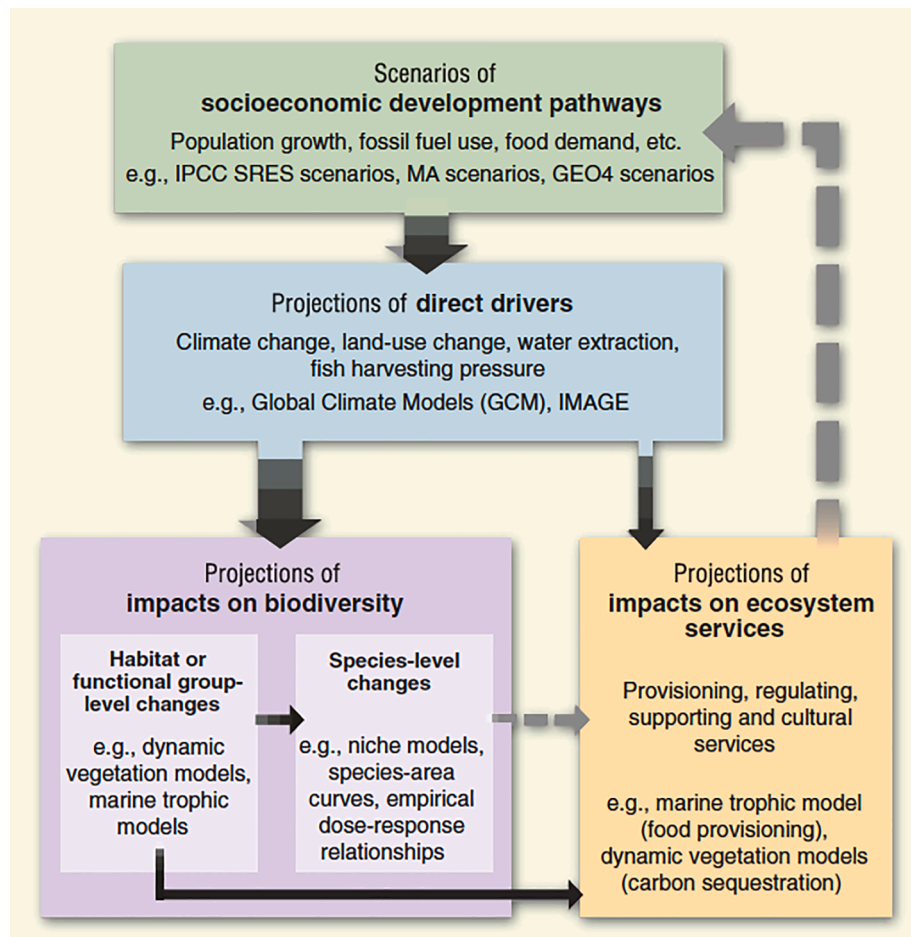 Scenarios of
socioeconomic development pathways
Population growth, fossil fuel use, food demand, etc.
e.g., IPCC SRES scenarios, MA scenarios, GEO4 scenarios
Projections of direct drivers
Climate change, land-use change, water extraction,
fish harvesting pressure
e.g., Global Climate Models (GCM), IMAGE
Projections of
impacts on biodiversity
Habitat or
functional group-
level changes
e.g., dynamic
vegetation models,
marine trophic
models
Species-level
changes
e.g., niche models,
species-area
curves, empirical
dose-response
relationships
Projections of
impacts on ecosystem
services
Provisioning, regulating,
supporting and cultural
services
e.g., marine trophic model
(food provisioning),
dynamic vegetation models
(carbon sequestration)